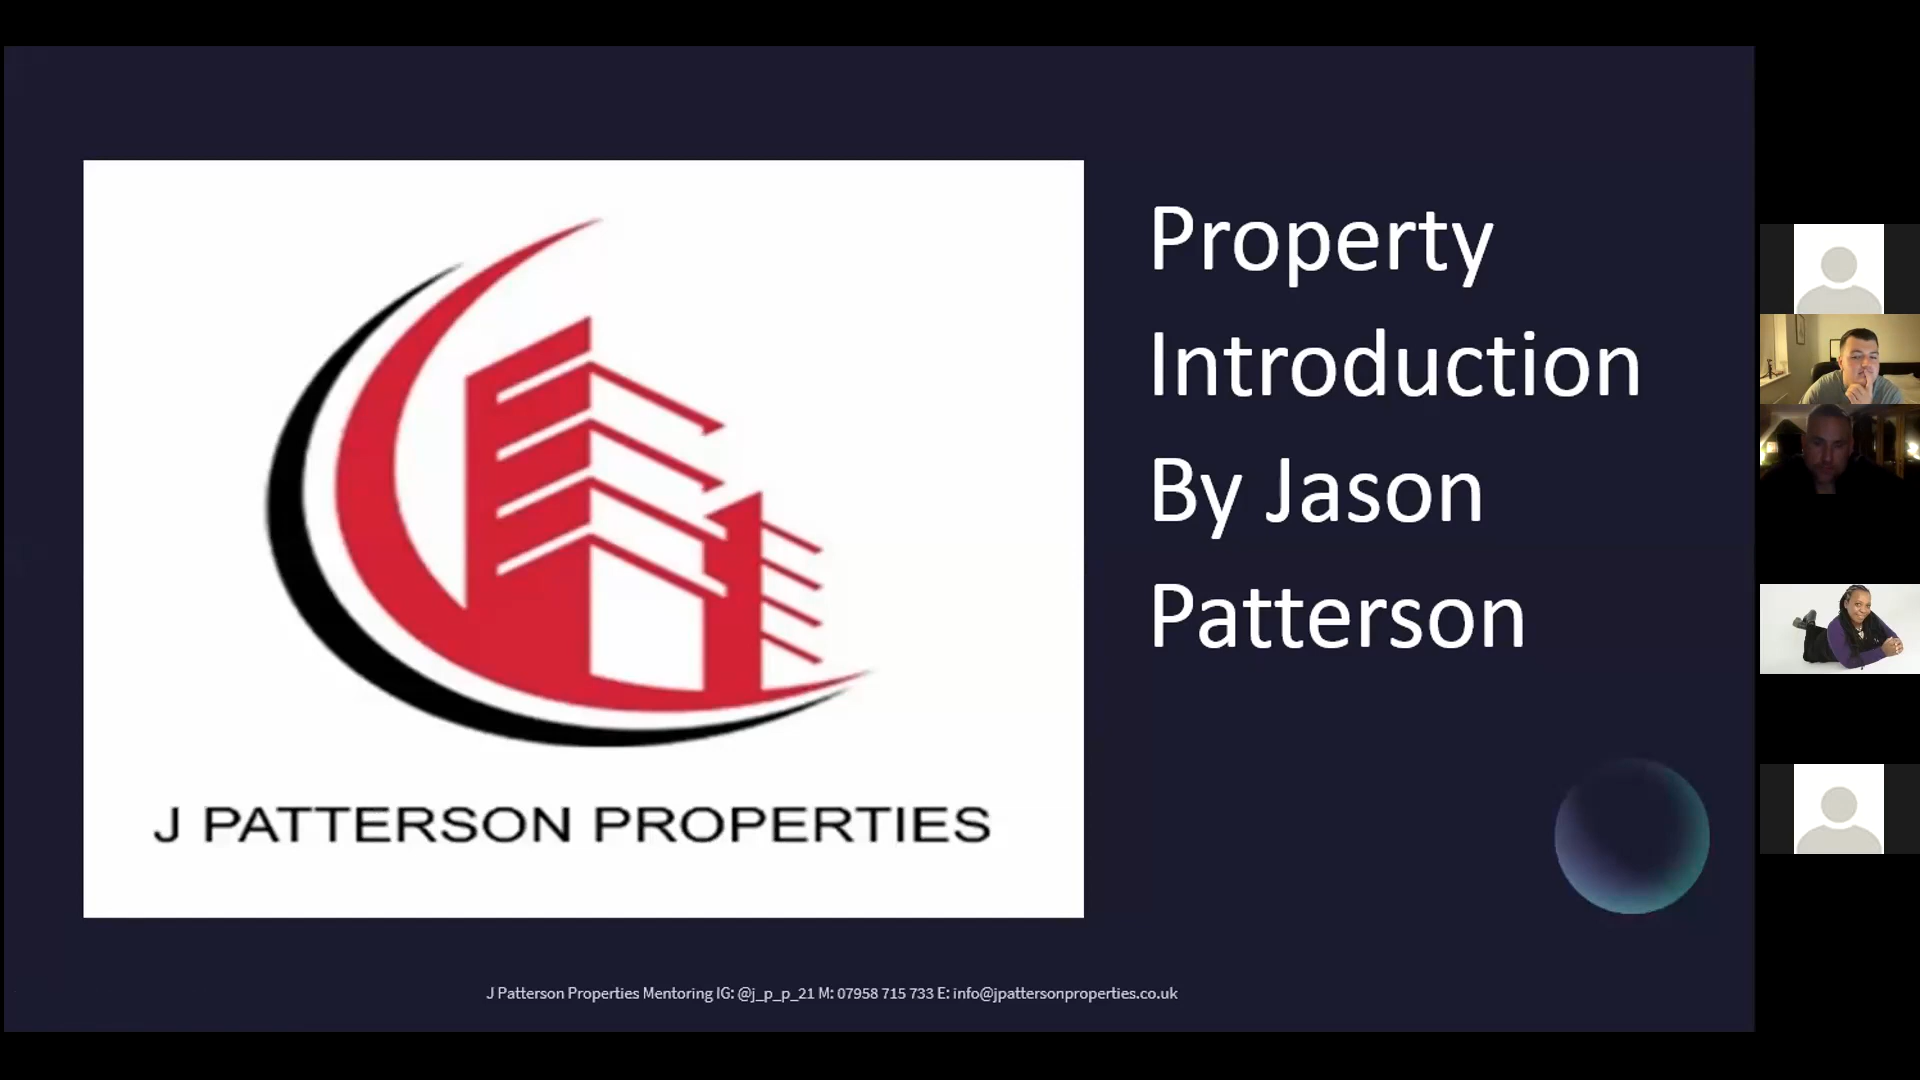 Property
Introduction
By Jason
Patterson
J PATTERSON PROPERTIES
J Patterson Properties Mentoring IG: @j_p_p_21 M: 07958 715 733 E: info@jpattersonproperties.co.uk